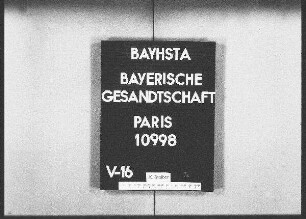 BAYHSTA
BAYERISCHE
GESANDTSCHAFT
PARIS
10998
V-16